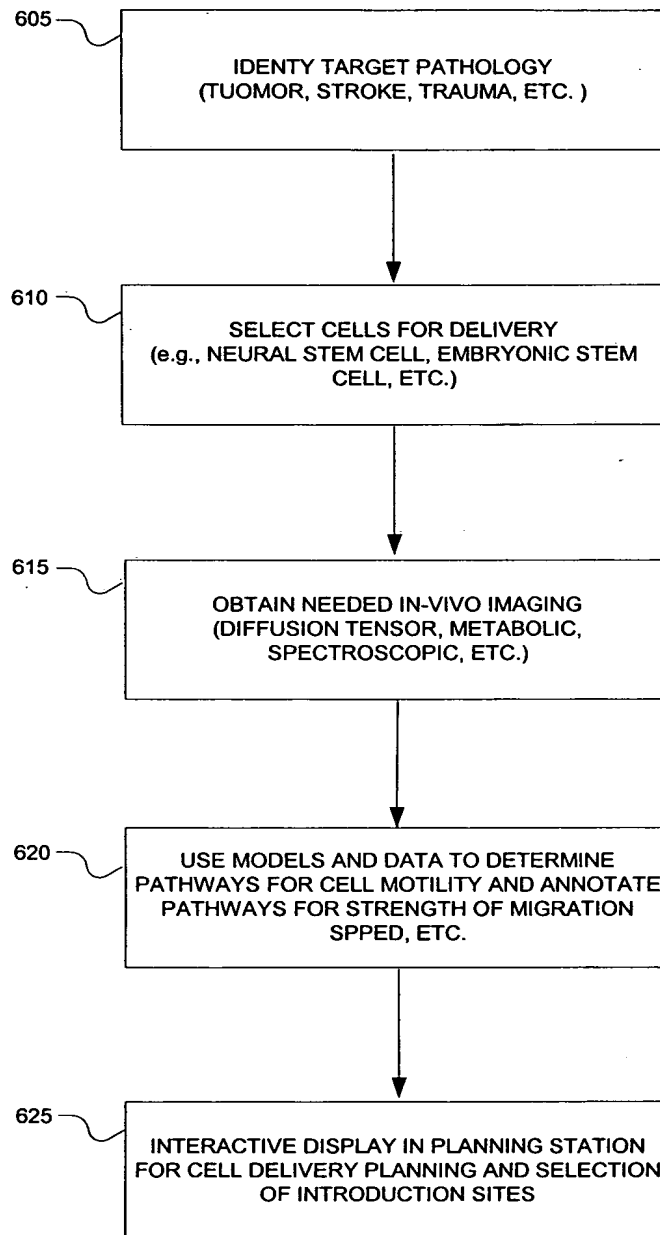 605
IDENTY TARGET PATHOLOGY
(TUOMOR, STROKE, TRAUMA, ETC. )
610
SELECT CELLS FOR DELIVERY
(e.g., NEURAL STEM CELL, EMBRYONIC STEM
CELL, ETC.)
615
OBTAIN NEEDED IN-VIVO IMAGING
(DIFFUSION TENSOR, METABOLIC,
SPECTROSCOPIC, ETC.)
620
USE MODELS AND DATA TO DETERMINE
PATHWAYS FOR CELL MOTILITY AND ANNOTATE
PATHWAYS FOR STRENGTH OF MIGRATION
SPPED, ETC.
625
INTERACTIVE DISPLAY IN PLANNING STATION
FOR CELL DELIVERY PLANNING AND SELECTION
OF INTRODUCTION SITES